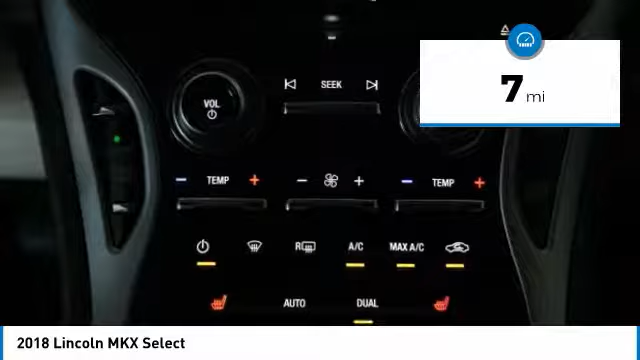 VOL
SEEK
7 mi
− TEMP +
− +
− TEMP +
R
A/C
MAX A/C
AUTO
DUAL
2018 Lincoln MKX Select